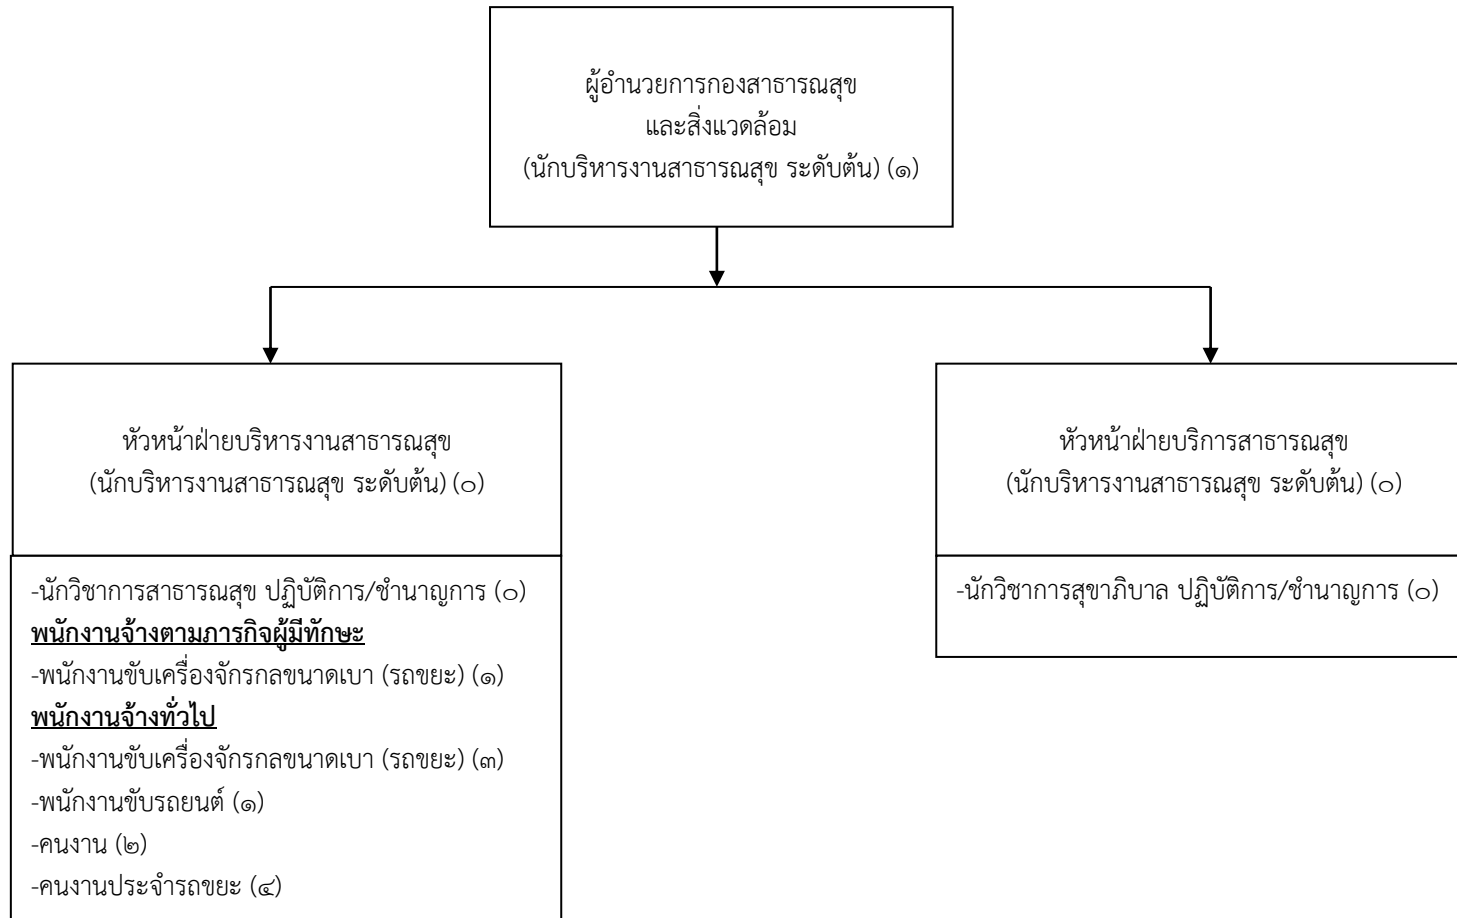 ผู้อำนวยการกองสาธารณสุข
และสิ่งแวดล้อม
(นักบริหารงานสาธารณสุข ระดับต้น) (๑)
หัวหน้าฝ่ายบริหารงานสาธารณสุข
(นักบริหารงานสาธารณสุข ระดับต้น) (๐)
-นักวิชาการสาธารณสุข ปฏิบัติการ/ชำนาญการ (๐)
พนักงานจ้างตามภารกิจผู้มีทักษะ
-พนักงานขับเครื่องจักรกลขนาดเบา (รถขยะ) (๑)
พนักงานจ้างทั่วไป
-พนักงานขับเครื่องจักรกลขนาดเบา (รถขยะ) (๓)
-พนักงานขับรถยนต์ (๑)
-คนงาน (๒)
-คนงานประจำรถขยะ (๔)
หัวหน้าฝ่ายบริการสาธารณสุข
(นักบริหารงานสาธารณสุข ระดับต้น) (๐)
-นักวิชาการสุขาภิบาล ปฏิบัติการ/ชำนาญการ (๐)